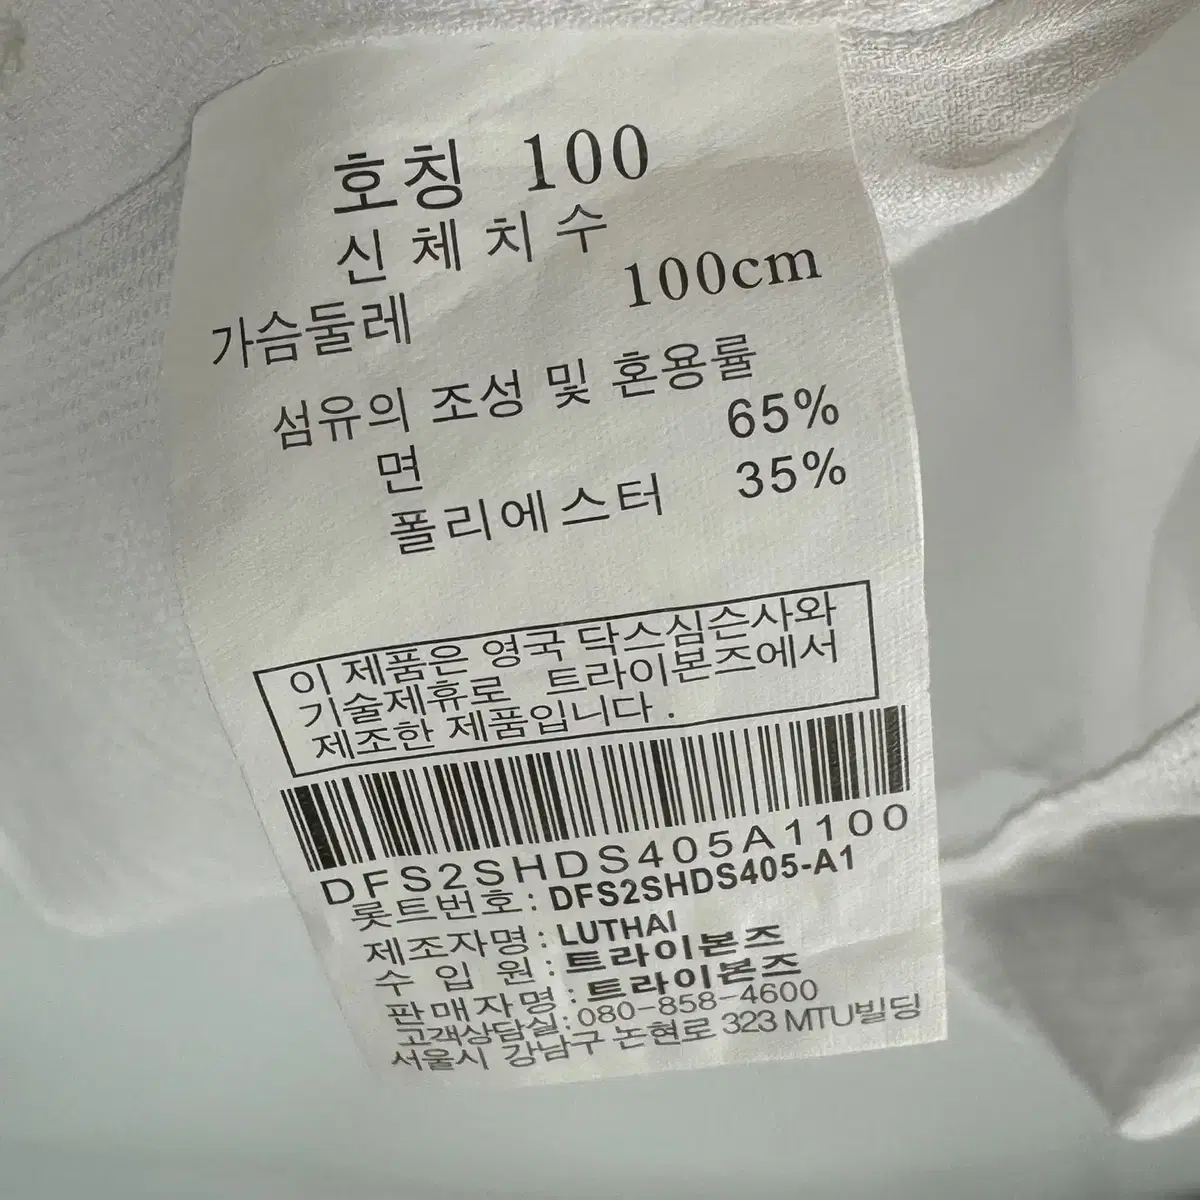 호칭 100
신체치수
가슴둘레 100cm
섬유의 조성 및 혼용률
면 65%
폴리에스터 35%
이 제품은 영국 닥스심슨사와
기술제휴로 트라이본즈에서
제조한 제품입니다.
DFS2SHDS405A1100
롯트번호: DFS2SHDS405-A1
제조자명: LUTHAI
수 입 원: 트라이본즈
판매자명: 트라이본즈
고객상담실: 080-858-4600
서울시 강남구 논현로 323 MTU빌딩